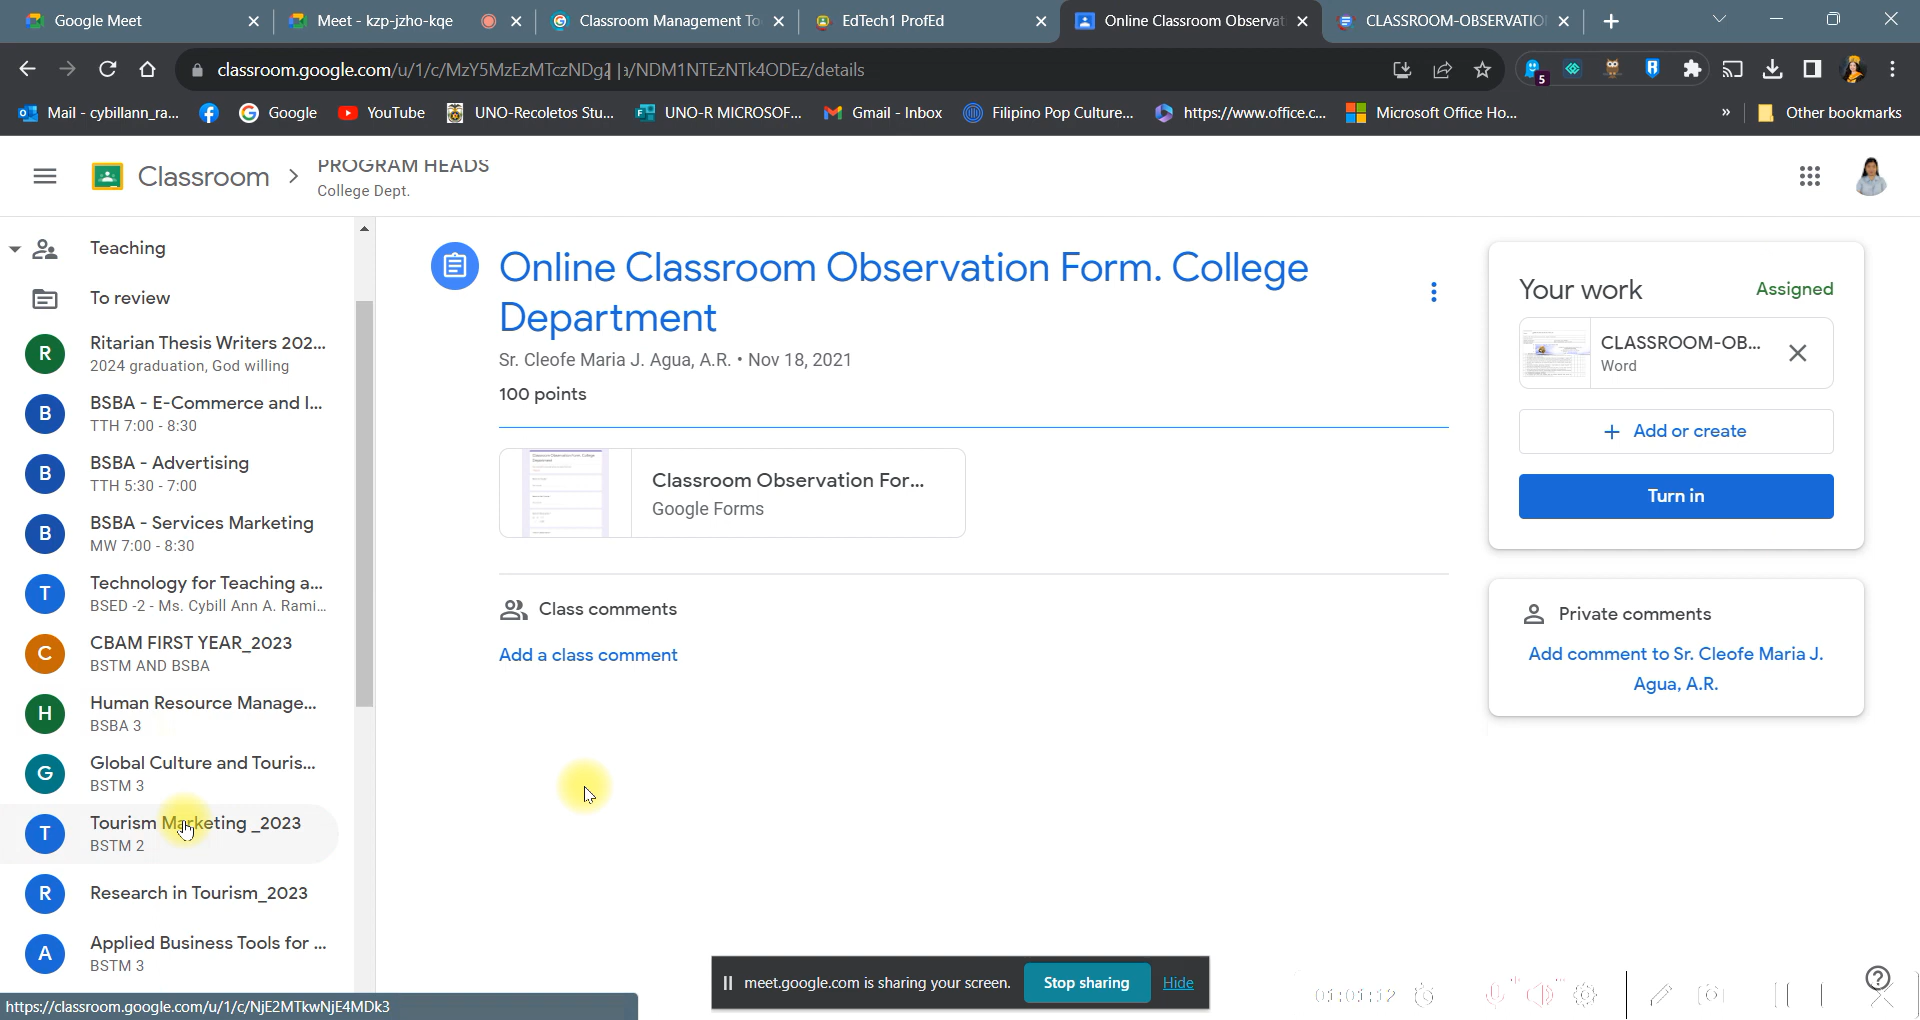 Google Meet
Meet - kzp-jzho-kqe
Classroom Management To
EdTech1 ProfEd
Online Classroom Observat
CLASSROOM-OBSERVATIO
classroom.google.com/u/1/c/MzY5MzEzMTczNDg2 /NDM1NTEzNTk4ODEz/details
5
Mail - cybillann_ra...
Google
YouTube
UNO-Recoletos Stu...
UNO-R MICROSOF...
Gmail - Inbox
Filipino Pop Culture...
https://www.office.c...
Microsoft Office Ho...
»
Other bookmarks
Classroom
PROGRAM HEADS
College Dept.
Teaching
To review
R
Ritarian Thesis Writers 202...
2024 graduation, God willing
B
BSBA - E-Commerce and I...
TTH 7:00 - 8:30
B
BSBA - Advertising
TTH 5:30 - 7:00
B
BSBA - Services Marketing
MW 7:00 - 8:30
T
Technology for Teaching a...
BSED -2 - Ms. Cybill Ann A. Rami...
C
CBAM FIRST YEAR_2023
BSTM AND BSBA
H
Human Resource Manage...
BSBA 3
G
Global Culture and Touris...
BSTM 3
T
Tourism Marketing _2023
BSTM 2
R
Research in Tourism_2023
A
Applied Business Tools for ...
BSTM 3
https://classroom.google.com/u/1/c/NjE2MTkwNjE4MDk3
Online Classroom Observation Form. College
Department
Sr. Cleofe Maria J. Agua, A.R. • Nov 18, 2021
100 points
Classroom Observation For...
Google Forms
Class comments
Add a class comment
Your work
Assigned
CLASSROOM-OB...
Word
+ Add or create
Turn in
Private comments
Add comment to Sr. Cleofe Maria J.
Agua, A.R.
meet.google.com is sharing your screen.
Stop sharing
Hide
01:01:12